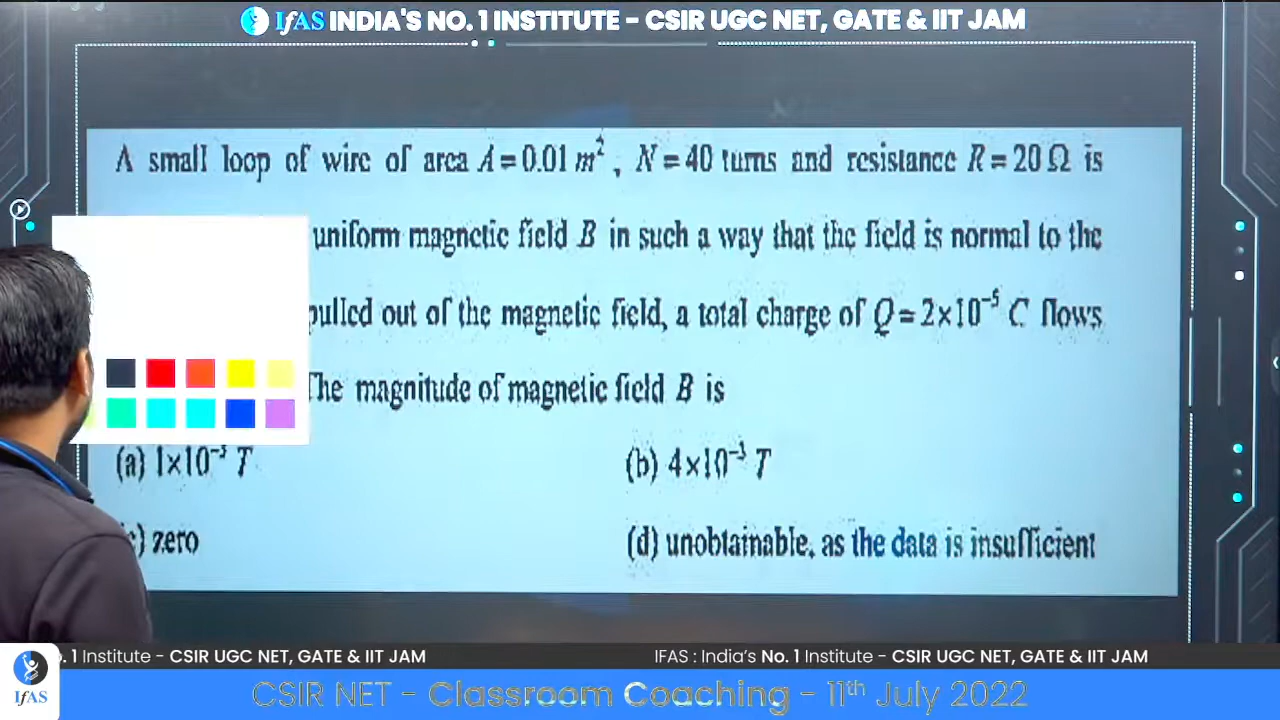 IfAS INDIA'S NO. 1 INSTITUTE - CSIR UGC NET, GATE & IIT JAM
A small loop of wire of area A = 0.01 m², N = 40 turns and resistance R = 20 Ω is
uniform magnetic field B in such a way that the field is normal to the
pulled out of the magnetic field, a total charge of Q = 2×10⁻⁵ C flows
The magnitude of magnetic field B is
(a) 1×10⁻³ T (b) 4×10⁻³ T
) zero (d) unobtainable, as the data is insufficient
. 1 Institute - CSIR UGC NET, GATE & IIT JAM IFAS : India's No. 1 Institute - CSIR UGC NET, GATE & IIT JAM
IfAS
CSIR NET - Classroom Coaching - 11th July 2022